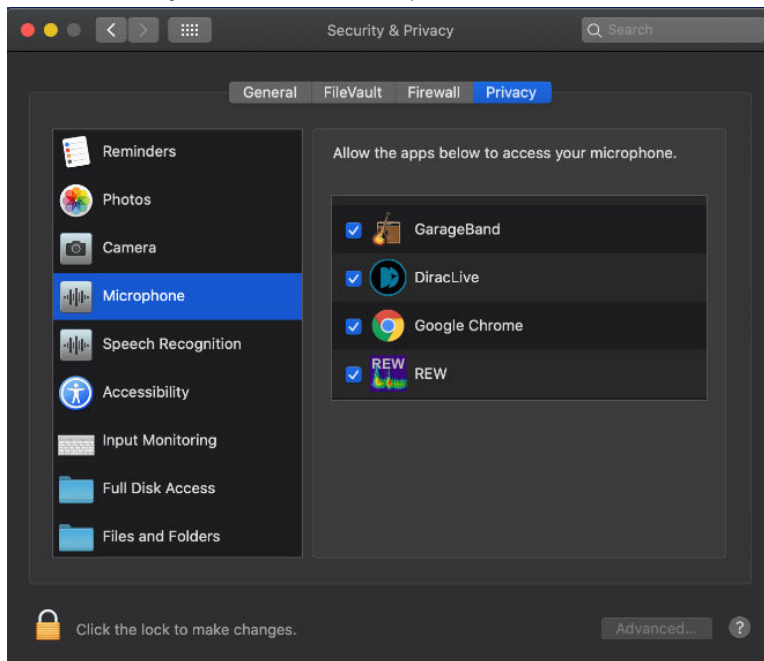 Security & Privacy
Search
General FileVault Firewall Privacy
Reminders
Photos
Camera
Microphone
Speech Recognition
Accessibility
Input Monitoring
Full Disk Access
Files and Folders
Allow the apps below to access your microphone.
GarageBand
DiracLive
Google Chrome
REW REW
Click the lock to make changes.
Advanced... ?